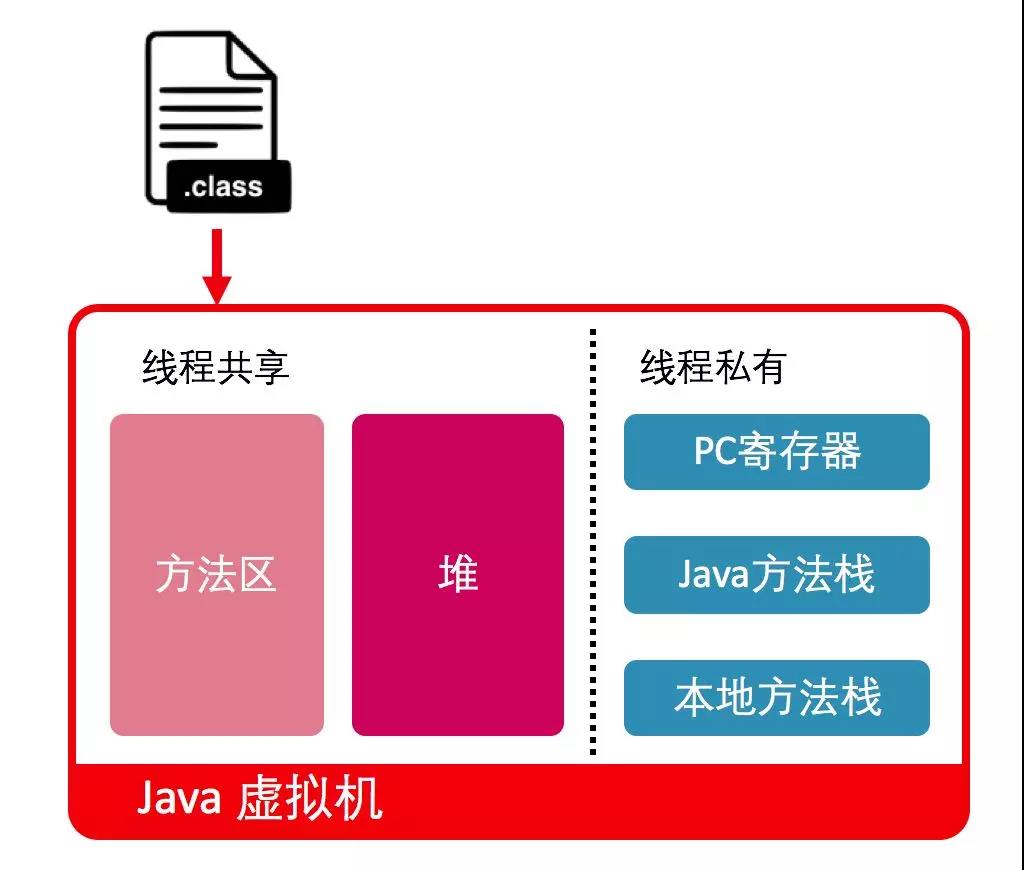 .class
线程共享
线程私有
方法区
堆
PC寄存器
Java方法栈
本地方法栈
Java 虚拟机